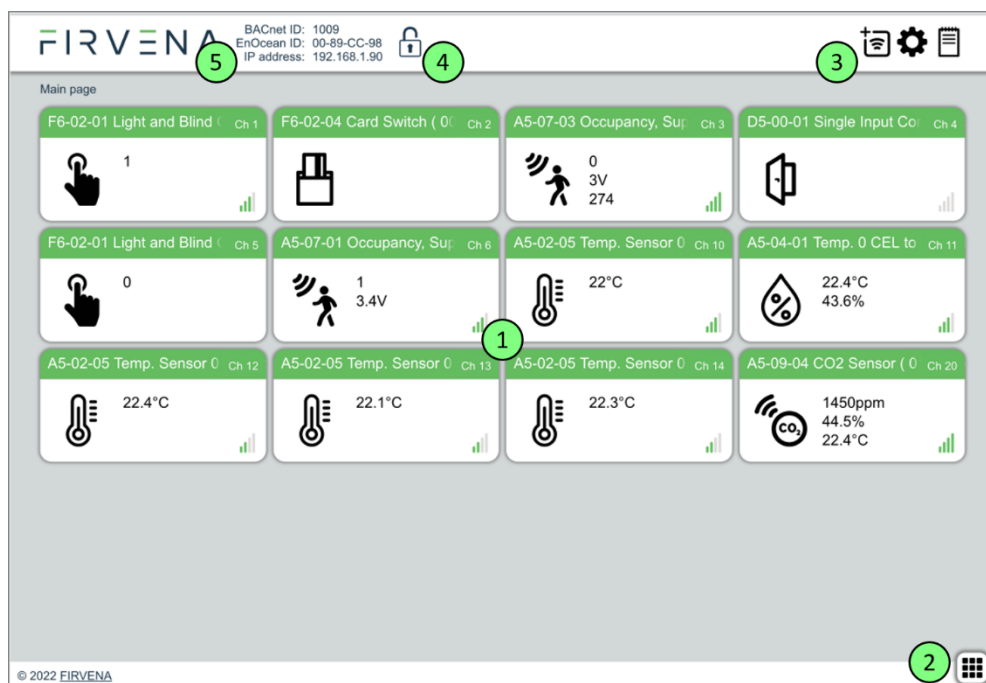 FIRVENA
BACnet ID: 1009
EnOcean ID: 00-89-CC-98
IP address: 192.168.1.90
5
4
3
Main page
F6-02-01 Light and Blind Ch 1
1
F6-02-04 Card Switch ( 00 Ch 2
A5-07-03 Occupancy, Sup Ch 3
0
3V
274
D5-00-01 Single Input Co Ch 4
F6-02-01 Light and Blind Ch 5
0
A5-07-01 Occupancy, Sup Ch 6
1
3.4V
A5-02-05 Temp. Sensor 0 Ch 10
22°C
A5-04-01 Temp. 0 CEL to Ch 11
22.4°C
43.6%
1
A5-02-05 Temp. Sensor 0 Ch 12
22.4°C
A5-02-05 Temp. Sensor 0 Ch 13
22.1°C
A5-02-05 Temp. Sensor 0 Ch 14
22.3°C
A5-09-04 CO2 Sensor ( 0 Ch 20
CO₂
1450ppm
44.5%
22.4°C
2
© 2022 FIRVENA